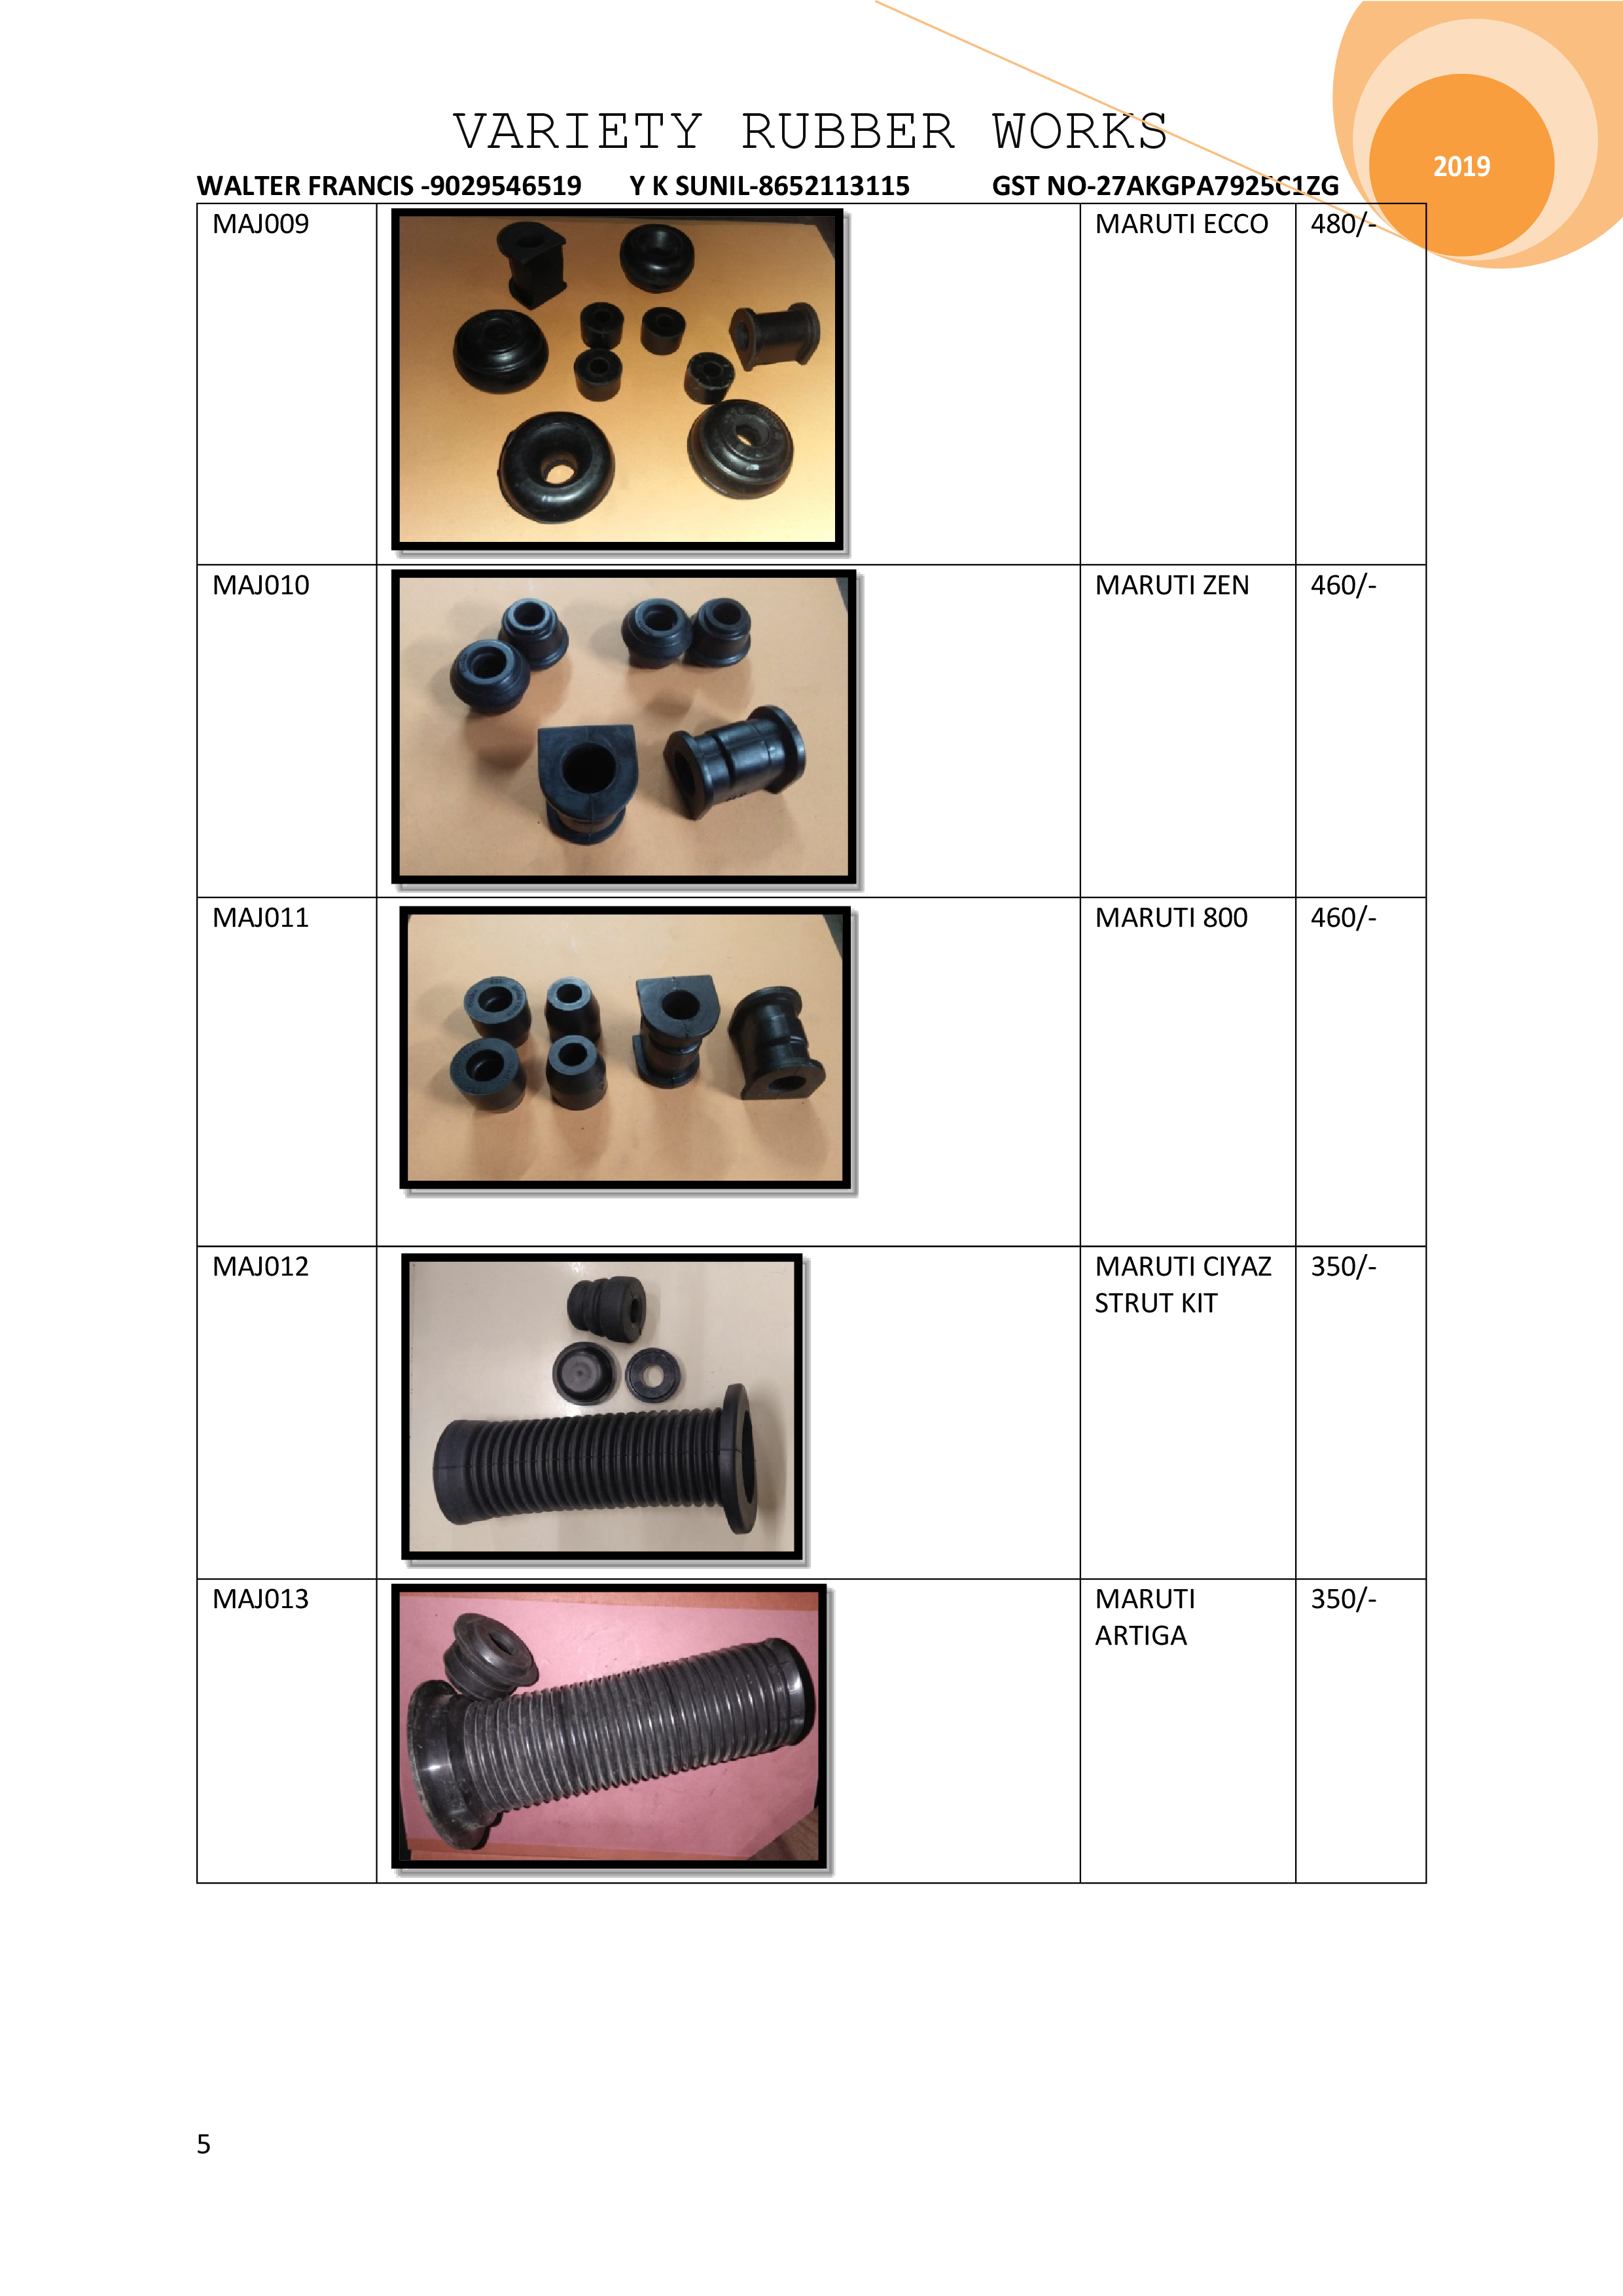 VARIETY RUBBER WORKS
2019
WALTER FRANCIS -9029546519 Y K SUNIL-8652113115 GST NO-27AKGPA7925C1ZG
MAJ009 MARUTI ECCO 480/-
MAJ010 MARUTI ZEN 460/-
MAJ011 MARUTI 800 460/-
MAJ012 MARUTI CIYAZ 350/-
STRUT KIT
MAJ013 MARUTI 350/-
ARTIGA
5